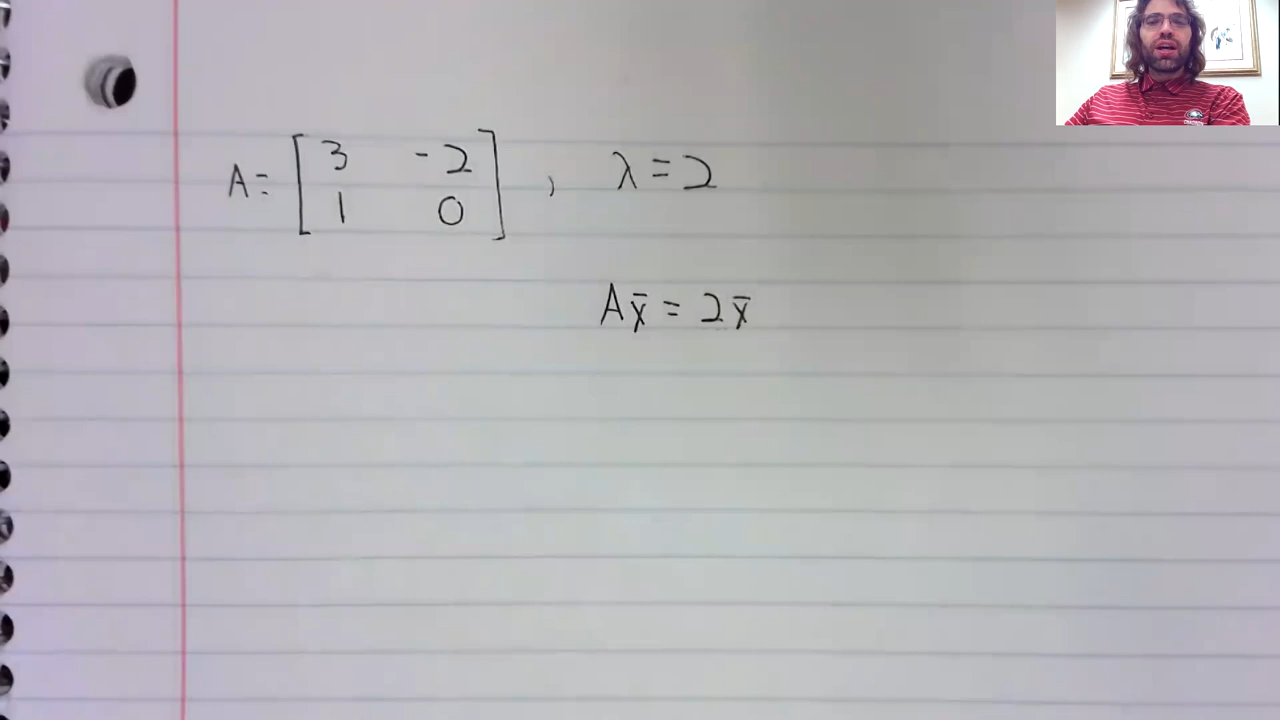 A = [ 3 -2 ; 1 0 ] , λ = 2
Ax̄ = 2x̄